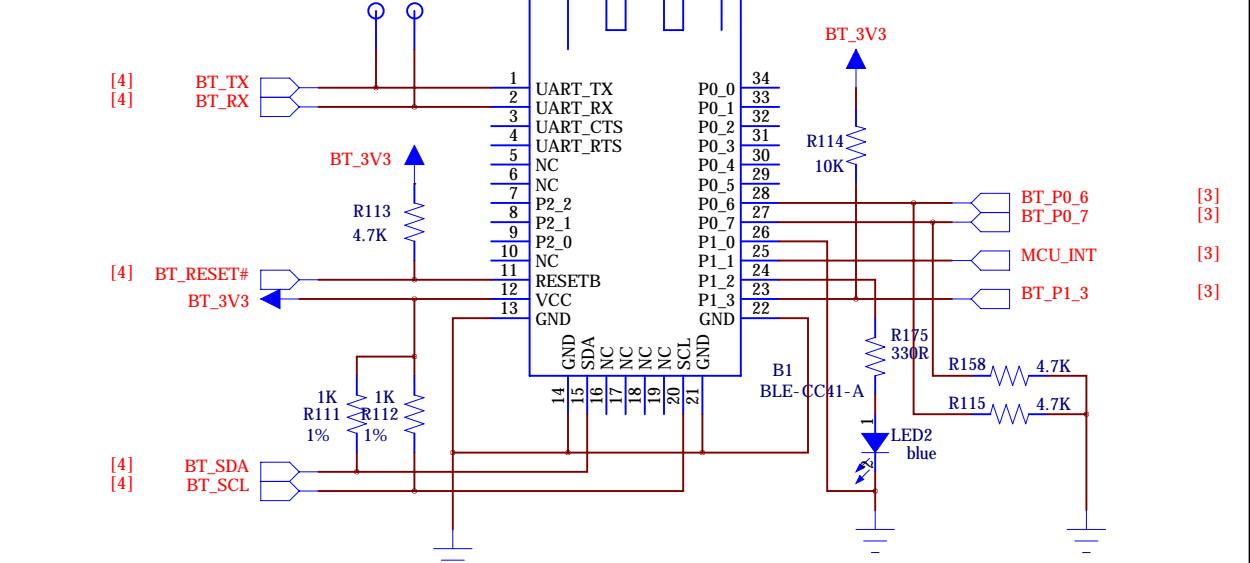 BT_3V3
[4] BT_TX 1 UART_TX P0_0 34
[4] BT_RX 2 UART_RX P0_1 33
3 UART_CTS P0_2 32
4 UART_RTS P0_3 31
R114
10K
BT_3V3
5 NC P0_4 30
6 NC P0_5 29
7 P2_2 P0_6 28 BT_P0_6 [3]
R113
4.7K
8 P2_1 P0_7 27 BT_P0_7 [3]
9 P2_0 P1_0 26
10 NC P1_1 25 MCU_INT [3]
[4] BT_RESET# 11 RESETB P1_2 24
BT_3V3 12 VCC P1_3 23 BT_P1_3 [3]
13 GND GND 22
GND SDA NC NC NC NC SCL GND
14 15 16 17 18 19 20 21
R175
330R
B1
BLE-CC41-A
R158 4.7K
R115 4.7K
1K 1K
R111 R112
1% 1%
1
LED2
blue
2
[4] BT_SDA
[4] BT_SCL